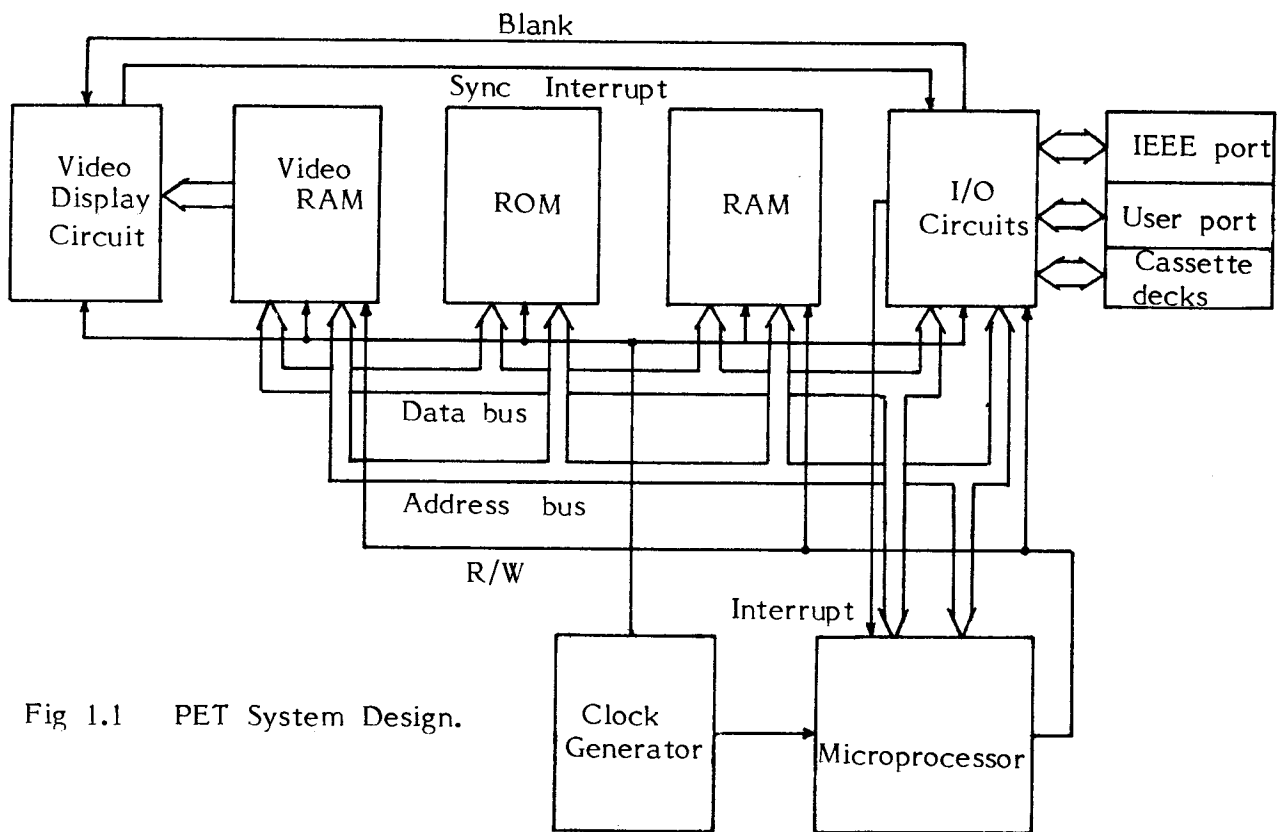 Blank
Sync Interrupt
Video
Display
Circuit
Video
RAM
ROM
RAM
I/O
Circuits
IEEE port
User port
Cassette
decks
Data bus
Address bus
R/W
Interrupt
Clock
Generator
Microprocessor
Fig 1.1 PET System Design.